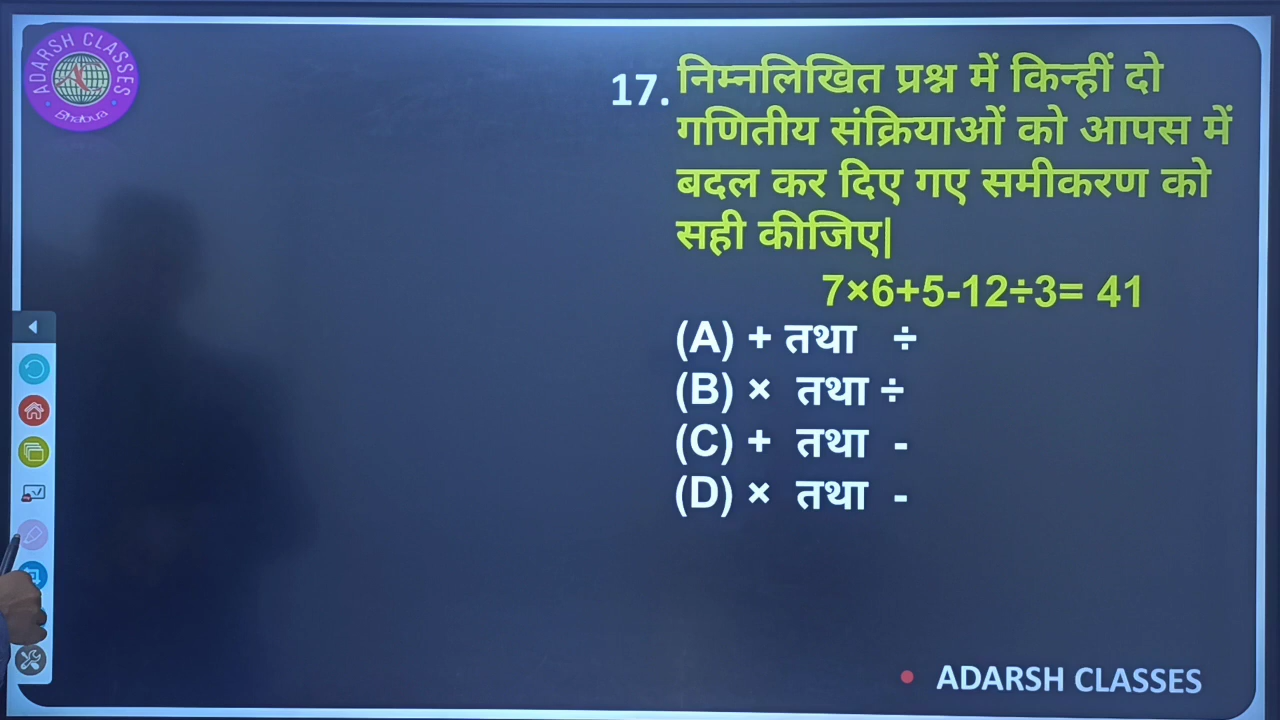 ADARSH CLASSES
Bhatpura
17. निम्नलिखित प्रश्न में किन्हीं दो
गणितीय संक्रियाओं को आपस में
बदल कर दिए गए समीकरण को
सही कीजिए|
7×6+5-12÷3= 41
(A) + तथा ÷
(B) × तथा ÷
(C) + तथा -
(D) × तथा -
• ADARSH CLASSES